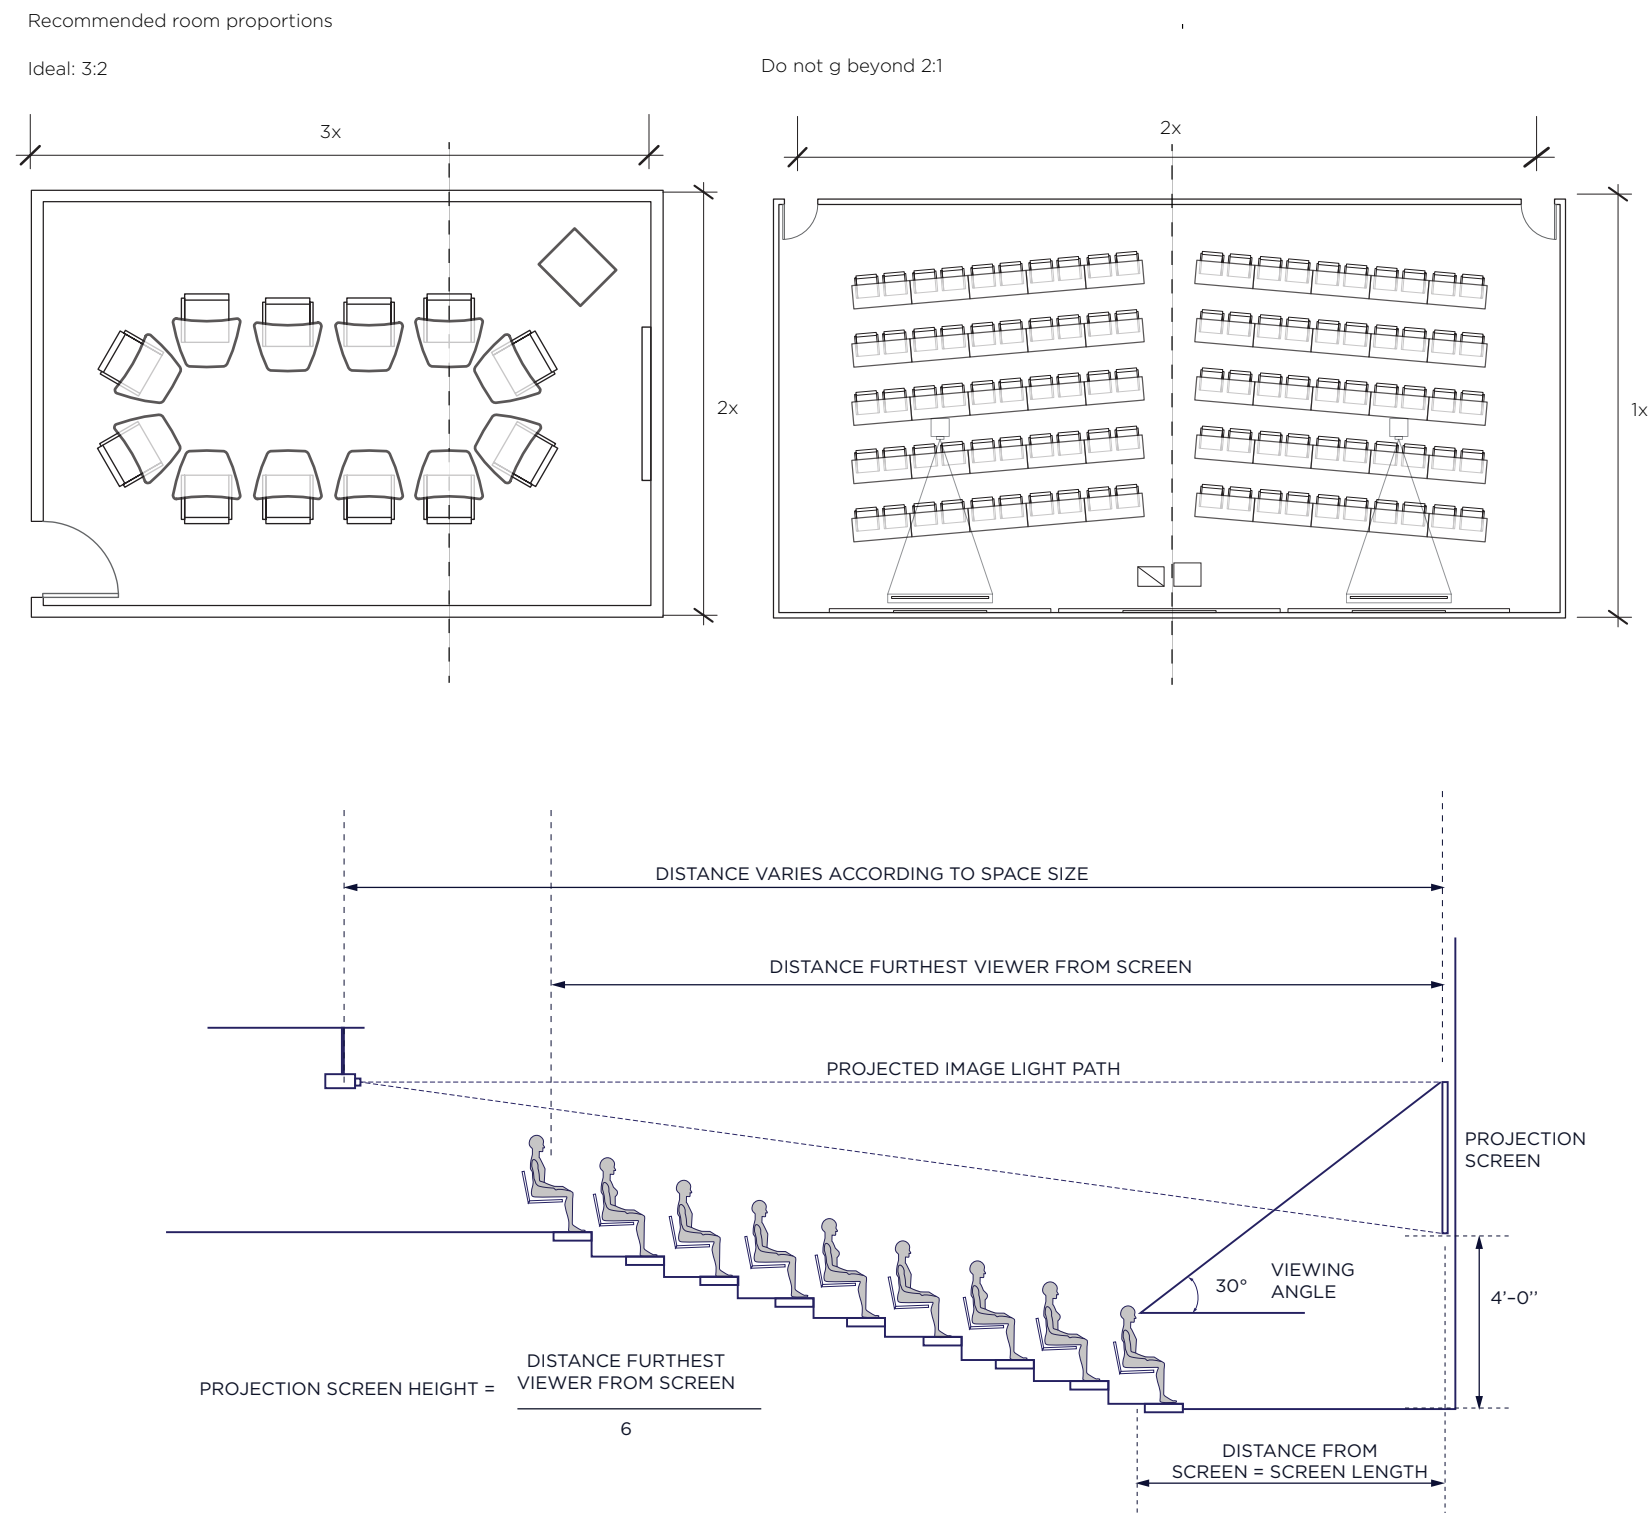 Recommended room proportions
Ideal: 3:2
Do not g beyond 2:1
3x
2x
2x
1x
DISTANCE VARIES ACCORDING TO SPACE SIZE
DISTANCE FURTHEST VIEWER FROM SCREEN
PROJECTED IMAGE LIGHT PATH
PROJECTION
SCREEN
30°
VIEWING
ANGLE
4’-0’’
PROJECTION SCREEN HEIGHT =
DISTANCE FURTHEST
VIEWER FROM SCREEN
6
DISTANCE FROM
SCREEN = SCREEN LENGTH